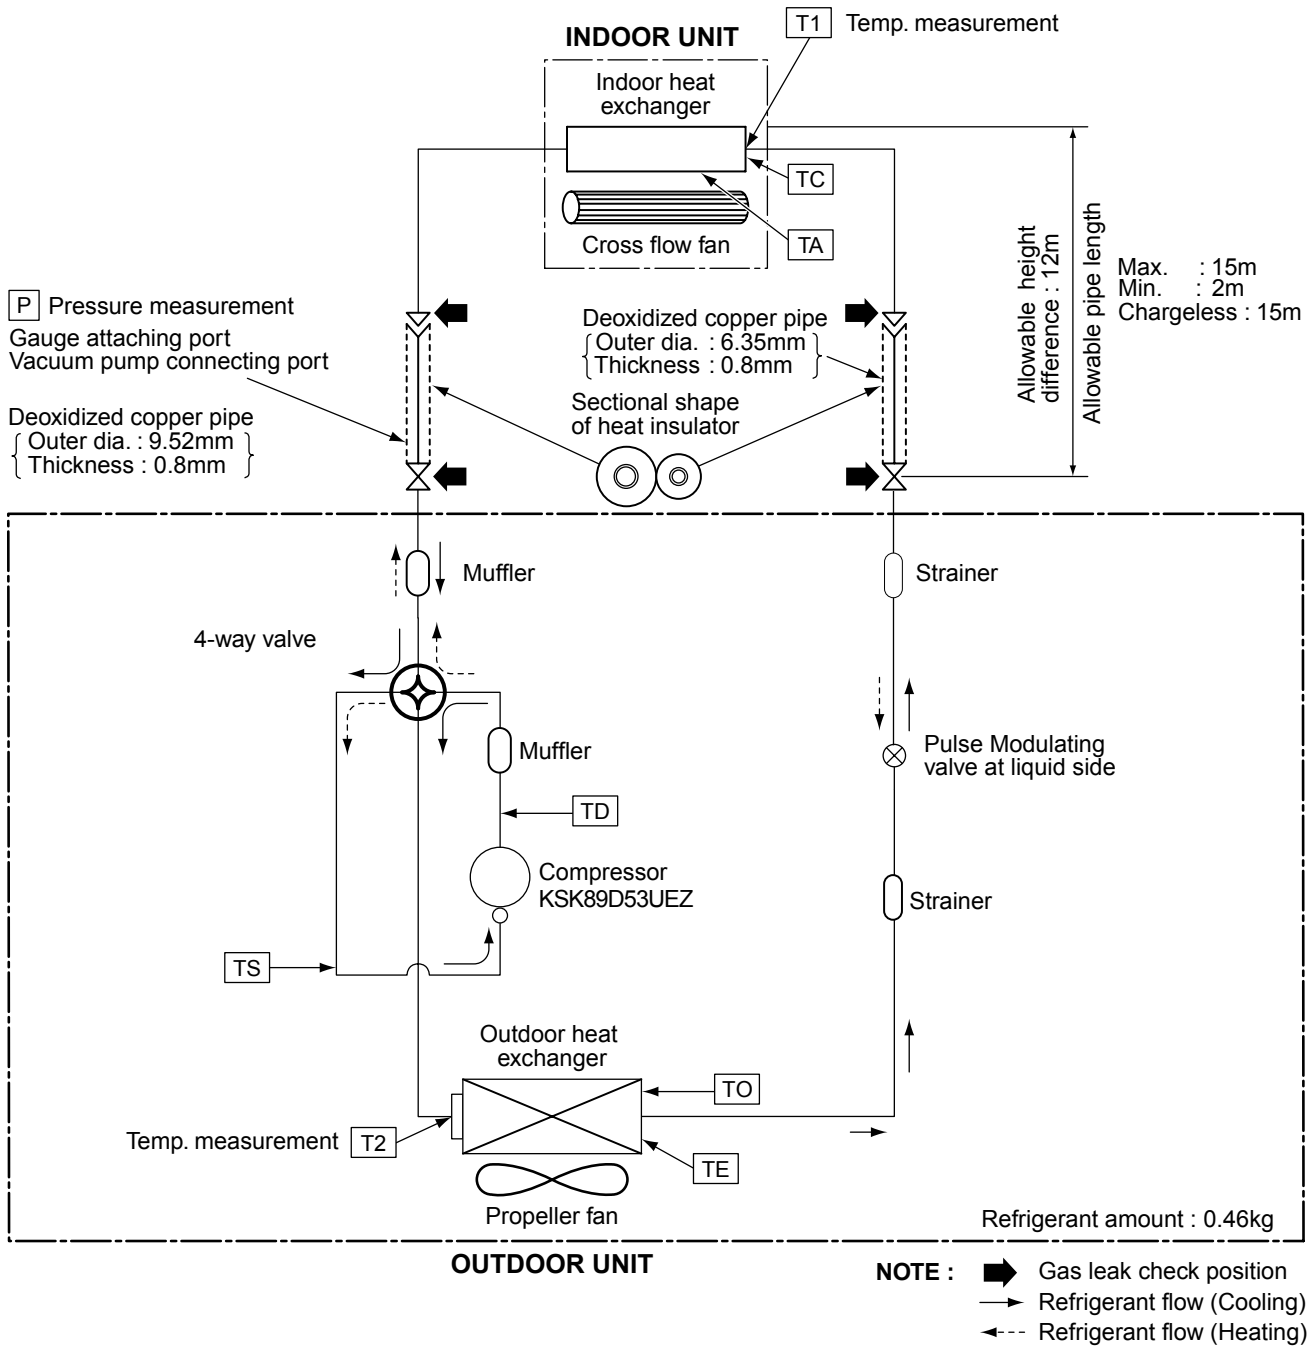 T1 Temp. measurement
INDOOR UNIT
Indoor heat
exchanger
TC
Cross flow fan
TA
Allowable height
difference : 12m
Allowable pipe length
Max. : 15m
Min. : 2m
Chargeless : 15m
P Pressure measurement
Gauge attaching port
Vacuum pump connecting port
Deoxidized copper pipe
Outer dia. : 9.52mm
Thickness : 0.8mm
Deoxidized copper pipe
Outer dia. : 6.35mm
Thickness : 0.8mm
Sectional shape
of heat insulator
Muffler
Strainer
4-way valve
Muffler
Pulse Modulating
valve at liquid side
TD
Compressor
KSK89D53UEZ
Strainer
TS
Outdoor heat
exchanger
TO
Temp. measurement T2
TE
Propeller fan
Refrigerant amount : 0.46kg
OUTDOOR UNIT
NOTE : Gas leak check position
Refrigerant flow (Cooling)
Refrigerant flow (Heating)